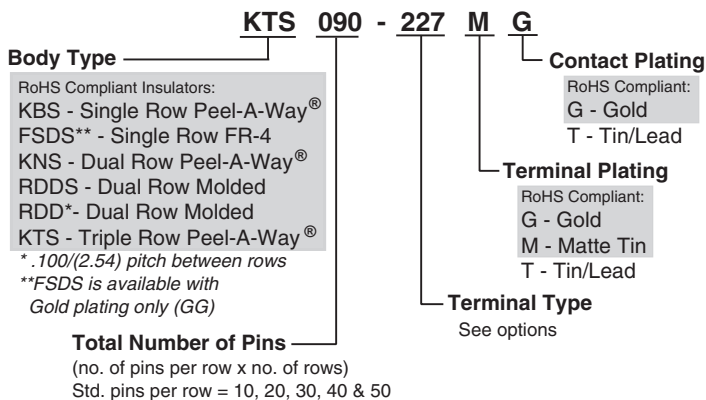 KTS 090 - 227 M G
Body Type
RoHS Compliant Insulators:
KBS - Single Row Peel-A-Way®
FSDS** - Single Row FR-4
KNS - Dual Row Peel-A-Way®
RDDS - Dual Row Molded
RDD*- Dual Row Molded
KTS - Triple Row Peel-A-Way®
* .100/(2.54) pitch between rows
**FSDS is available with
Gold plating only (GG)
Total Number of Pins
(no. of pins per row x no. of rows)
Std. pins per row = 10, 20, 30, 40 & 50
Contact Plating
RoHS Compliant:
G - Gold
T - Tin/Lead
Terminal Plating
RoHS Compliant:
G - Gold
M - Matte Tin
T - Tin/Lead
Terminal Type
See options